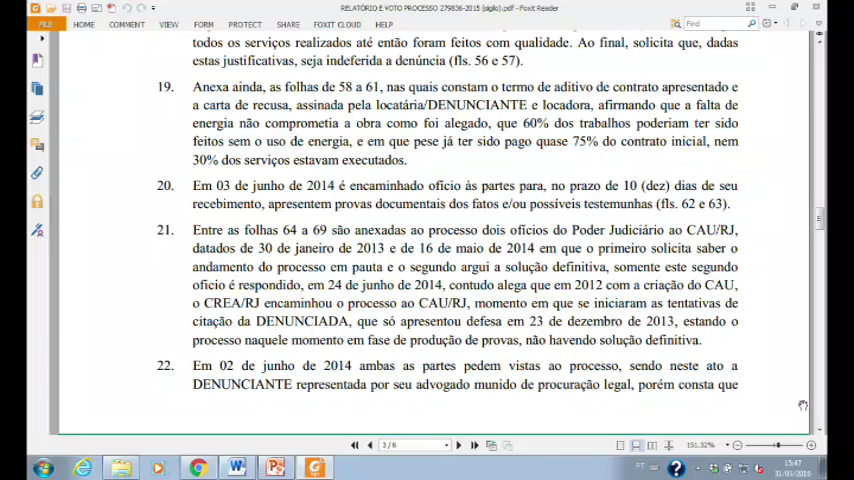 RELATÓRIO E VOTO PROCESSO 279836-2015 (sigilo).pdf - Foxit Reader
FILE HOME COMMENT VIEW FORM PROTECT SHARE FOXIT CLOUD HELP Find
todos os serviços realizados até então foram feitos com qualidade. Ao final, solicita que, dadas
estas justificativas, seja indeferida a denúncia (fls. 56 e 57).
19. Anexa ainda, as folhas de 58 a 61, nas quais constam o termo de aditivo de contrato apresentado e
a carta de recusa, assinada pela locatária/DENUNCIANTE e locadora, afirmando que a falta de
energia não comprometia a obra como foi alegado, que 60% dos trabalhos poderiam ter sido
feitos sem o uso de energia, e em que pese já ter sido pago quase 75% do contrato inicial, nem
30% dos serviços estavam executados.
20. Em 03 de junho de 2014 é encaminhado ofício às partes para, no prazo de 10 (dez) dias de seu
recebimento, apresentem provas documentais dos fatos e/ou possíveis testemunhas (fls. 62 e 63).
21. Entre as folhas 64 a 69 são anexadas ao processo dois ofícios do Poder Judiciário ao CAU/RJ,
datados de 30 de janeiro de 2013 e de 16 de maio de 2014 em que o primeiro solicita saber o
andamento do processo em pauta e o segundo argui a solução definitiva, somente este segundo
oficio é respondido, em 24 de junho de 2014, contudo alega que em 2012 com a criação do CAU,
o CREA/RJ encaminhou o processo ao CAU/RJ, momento em que se iniciaram as tentativas de
citação da DENUNCIADA, que só apresentou defesa em 23 de dezembro de 2013, estando o
processo naquele momento em fase de produção de provas, não havendo solução definitiva.
22. Em 02 de junho de 2014 ambas as partes pedem vistas ao processo, sendo neste ato a
DENUNCIANTE representada por seu advogado munido de procuração legal, porém consta que
3 / 6 151.32%
PT 15:47
31/03/2016